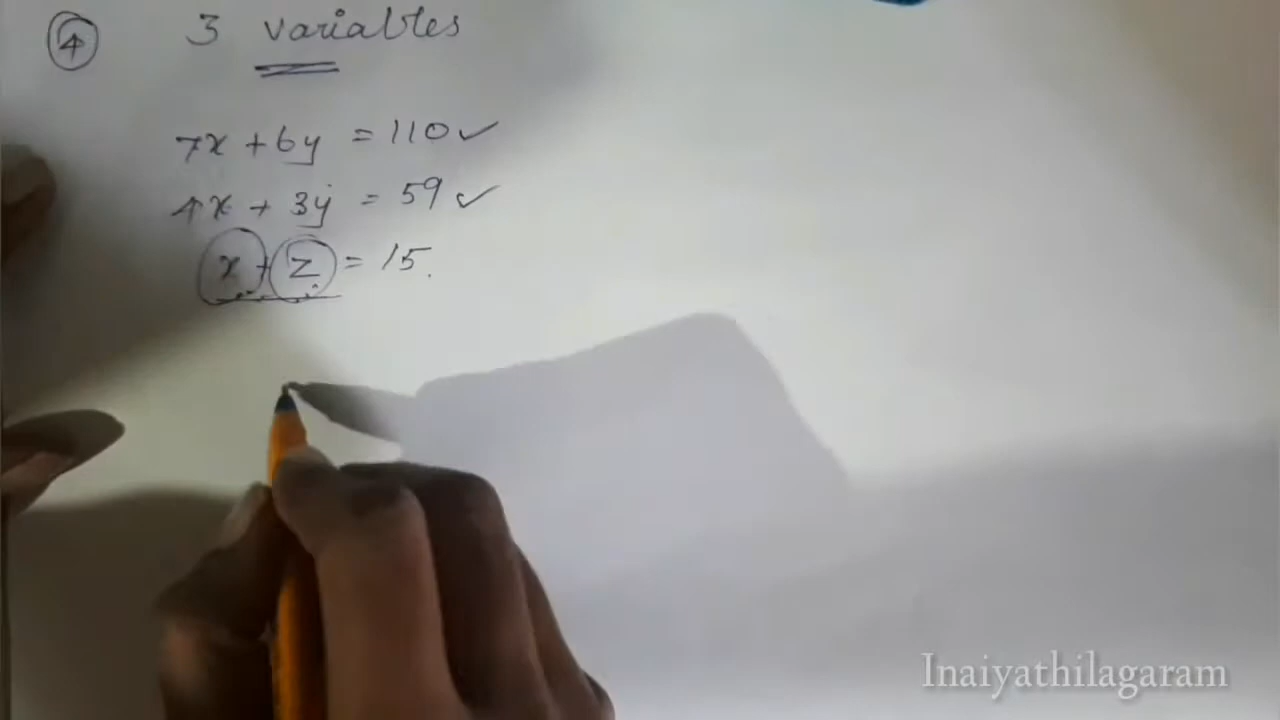 4 3 variables
7x + 6y = 110 ✓
4x + 3y = 59 ✓
x + z = 15.
Inaiyathilagaram